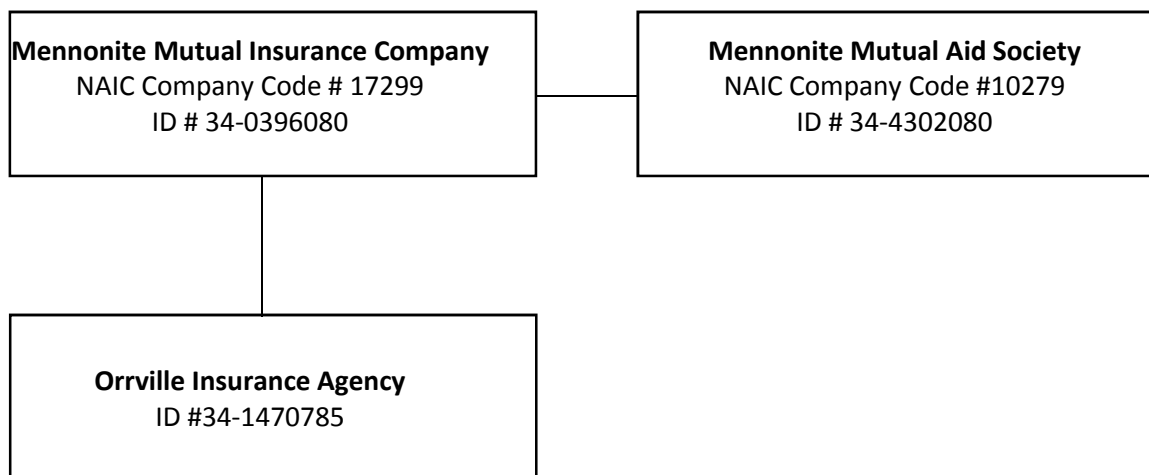 Mennonite Mutual Insurance Company
NAIC Company Code # 17299
ID # 34-0396080
Mennonite Mutual Aid Society
NAIC Company Code #10279
ID # 34-4302080
Orrville Insurance Agency
ID #34-1470785